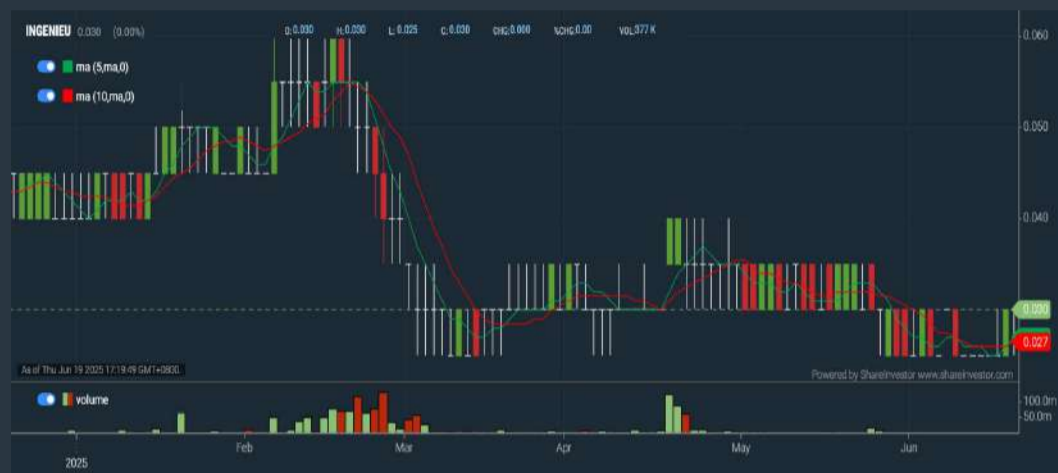 INGENIEU 0.030 (0.00%) O: 0.030 H: 0.030 L: 0.025 C: 0.030 CHG: 0.000 %CHG: 0.00 VOL: 377 K
ma (5,ma,0)
ma (10,ma,0)
0.060
0.050
0.040
0.030
0.027
As of Thu Jun 19 2025 17:19:49 GMT+0800.
Powered by ShareInvestor www.shareinvestor.com
volume
100.0m
50.0m
Feb Mar Apr May Jun
2025